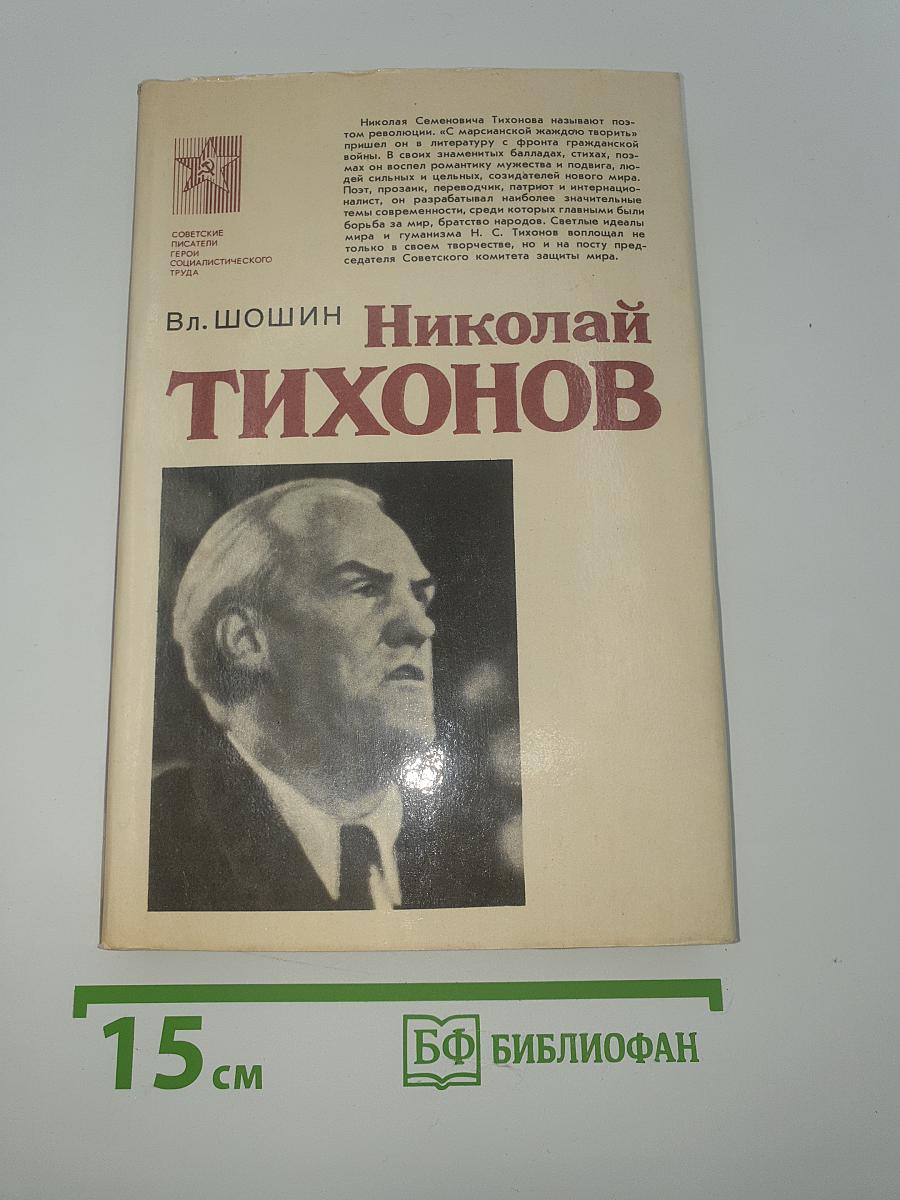 Николая Семеновича Тихонова называют поэ-
том революции. «С марсианской жаждою творить»
пришел он в литературу с фронта гражданской
войны. В своих знаменитых балладах, стихах, поэ-
мах он воспел романтику мужества и подвига, лю-
дей сильных и цельных, созидателей нового мира.
Поэт, прозаик, переводчик, патриот и интернацио-
налист, он разрабатывал наиболее значительные
темы современности, среди которых главными были
борьба за мир, братство народов. Светлые идеалы
мира и гуманизма Н. С. Тихонов воплощал не
только в своем творчестве, но и на посту пред-
седателя Советского комитета защиты мира.
СОВЕТСКИЕ
ПИСАТЕЛИ
ГЕРОИ
СОЦИАЛИСТИЧЕСКОГО
ТРУДА
Вл. ШОШИН
Николай
ТИХОНОВ
15 см
БФ БИБЛИОФАН